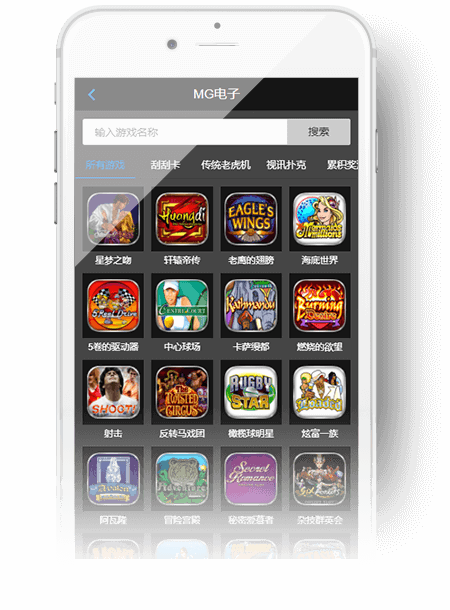 MG电子
输入游戏名称 搜索
所有游戏 刮刮卡 传统老虎机 视讯扑克 累积奖
Huangdi EAGLE'S WINGS Mermaids Millions
星梦之吻 轩辕帝传 老鹰的翅膀 海底世界
5 Reel Drive CENTRE COURT Kathmandu Burning Desire
5卷的驱动器 中心球场 卡萨缦都 燃烧的欲望
SHOOT! The TWISTED CIRCUS RUGBY STAR
射击 反转马戏团 橄榄球明星 炫富一族
Avalon Adventure Secret Romance
阿瓦隆 冒险宫殿 秘密爱慕者 杂技群英会